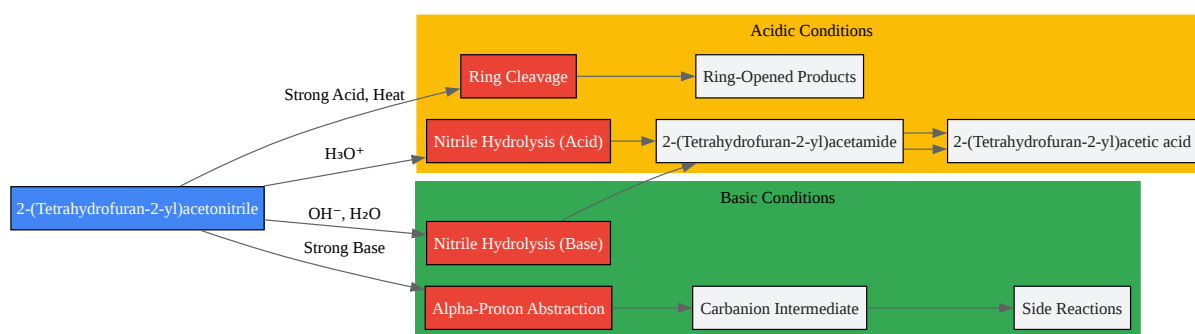 Acidic Conditions
Ring Cleavage
Ring-Opened Products
Strong Acid, Heat
Nitrile Hydrolysis (Acid)
2-(Tetrahydrofuran-2-yl)acetamide
2-(Tetrahydrofuran-2-yl)acetic acid
H₃O⁺
2-(Tetrahydrofuran-2-yl)acetonitrile
Basic Conditions
OH⁻, H₂O
Nitrile Hydrolysis (Base)
Strong Base
Alpha-Proton Abstraction
Carbanion Intermediate
Side Reactions